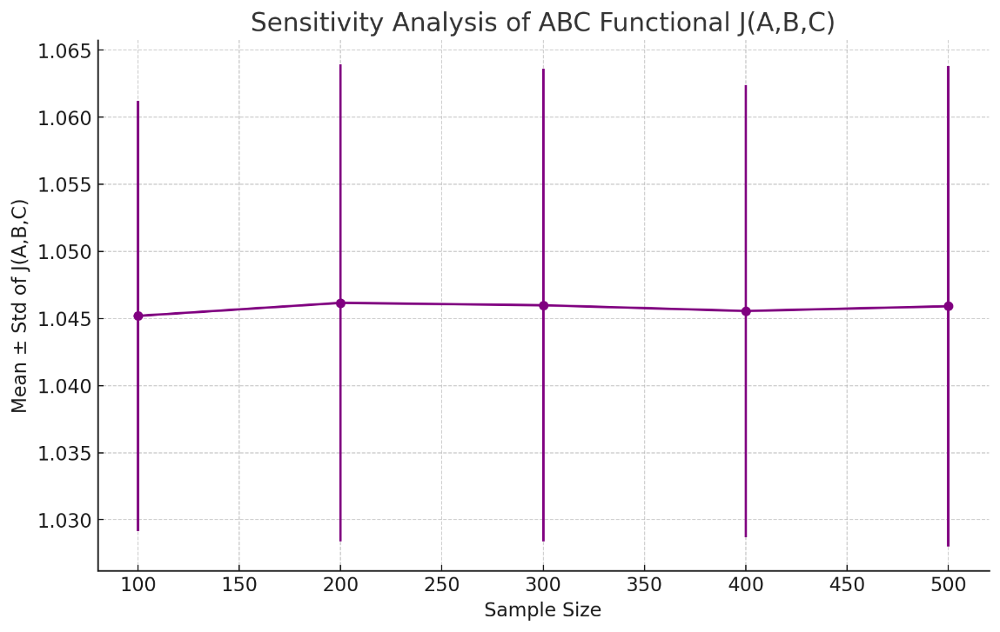 Sensitivity Analysis of ABC Functional J(A,B,C)
Mean ± Std of J(A,B,C)
1.065
1.060
1.055
1.050
1.045
1.040
1.035
1.030
100 150 200 250 300 350 400 450 500
Sample Size